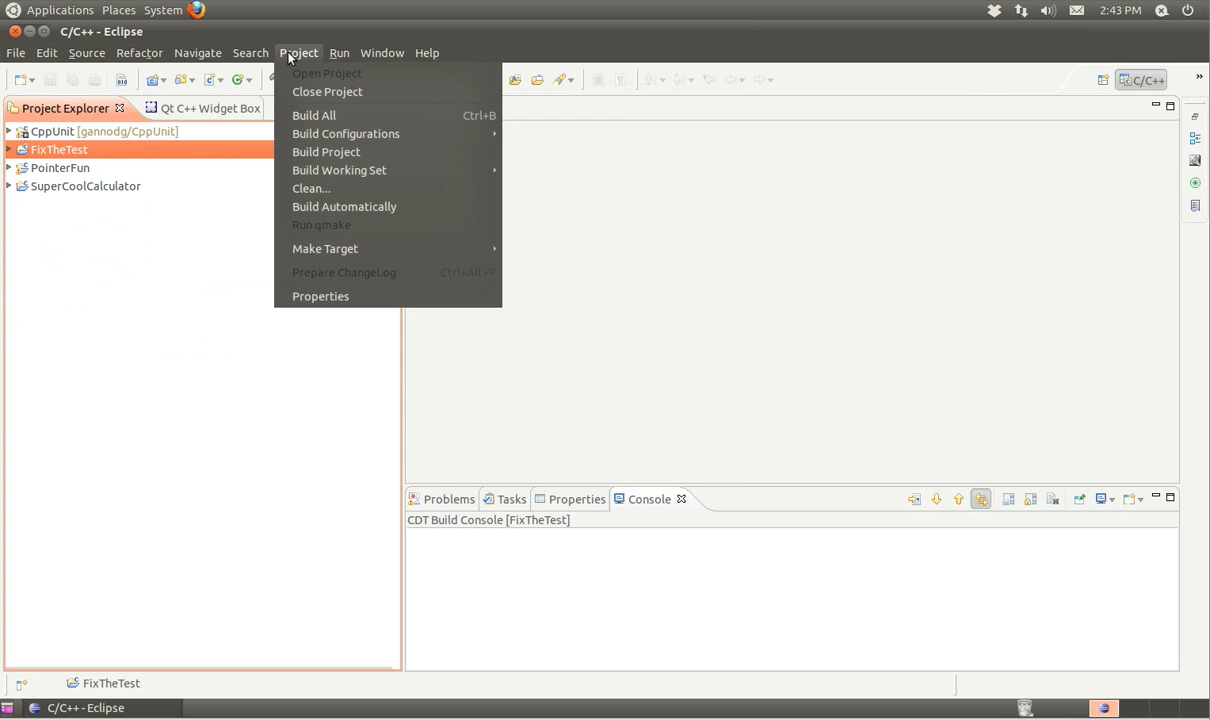 Applications Places System 2:43 PM
C/C++ - Eclipse
File Edit Source Refactor Navigate Search Project Run Window Help
C/C++ »
Project Explorer Qt C++ Widget Box
CppUnit [gannodg/CppUnit]
FixTheTest
PointerFun
SuperCoolCalculator
Open Project
Close Project
Build All Ctrl+B
Build Configurations
Build Project
Build Working Set
Clean...
Build Automatically
Run qmake
Make Target
Prepare ChangeLog Ctrl+Alt+P
Properties
Problems Tasks Properties Console
CDT Build Console [FixTheTest]
FixTheTest
C/C++ - Eclipse